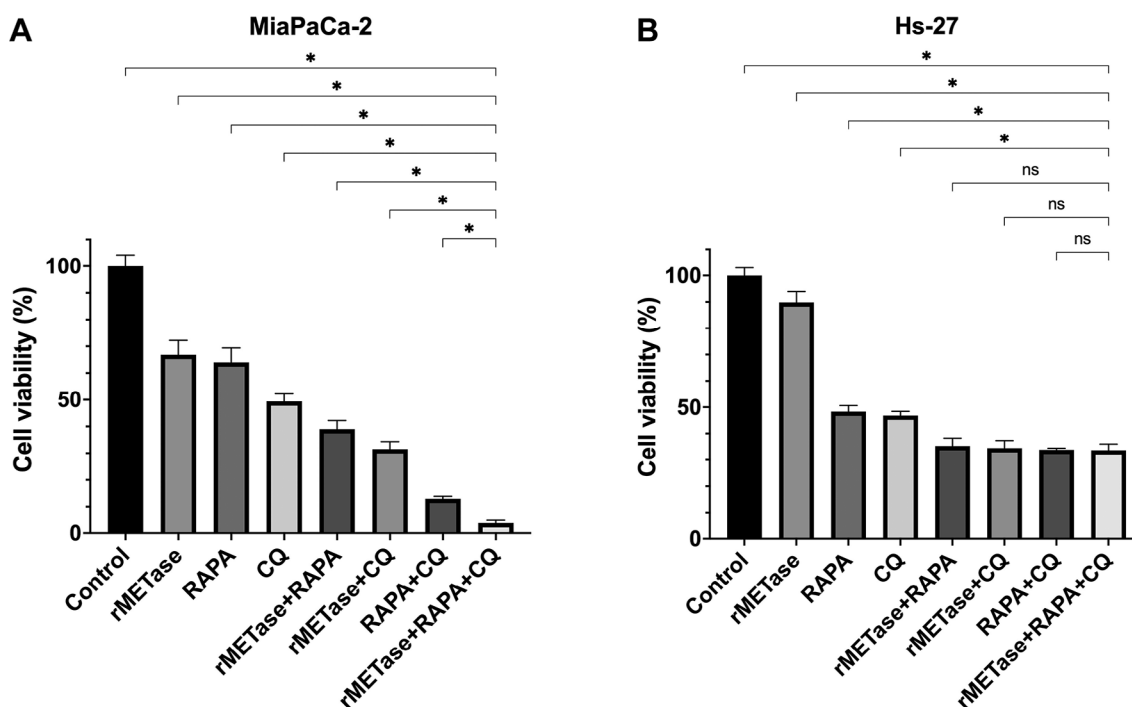 A
MiaPaCa-2
*
*
*
*
*
*
*
Cell viability (%)
100
50
0
Control
rMETase
RAPA
CQ
rMETase+RAPA
rMETase+CQ
RAPA+CQ
rMETase+RAPA+CQ
B
Hs-27
*
*
*
*
ns
ns
ns
Cell viability (%)
100
50
0
Control
rMETase
RAPA
CQ
rMETase+RAPA
rMETase+CQ
RAPA+CQ
rMETase+RAPA+CQ